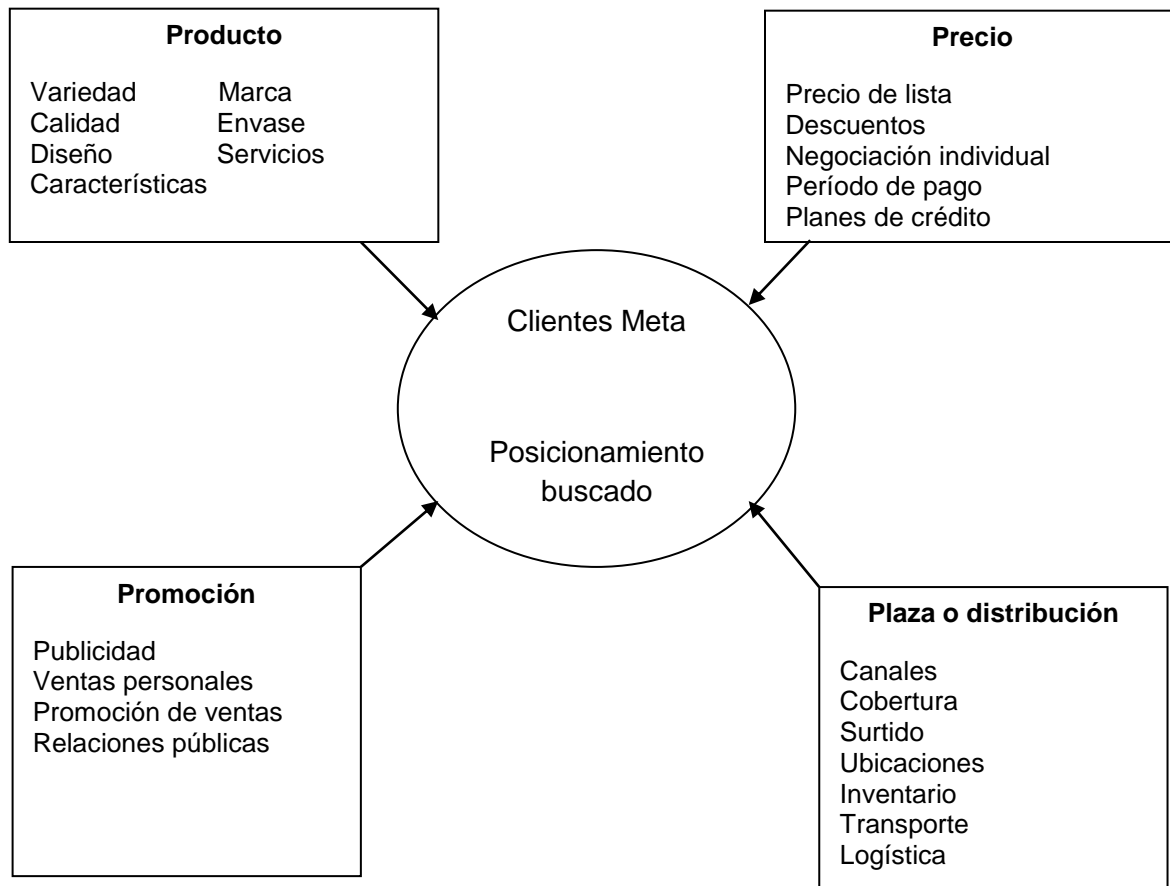 Producto
Variedad Marca
Calidad Envase
Diseño Servicios
Características
Precio
Precio de lista
Descuentos
Negociación individual
Período de pago
Planes de crédito
Clientes Meta
Posicionamiento
buscado
Promoción
Publicidad
Ventas personales
Promoción de ventas
Relaciones públicas
Plaza o distribución
Canales
Cobertura
Surtido
Ubicaciones
Inventario
Transporte
Logística